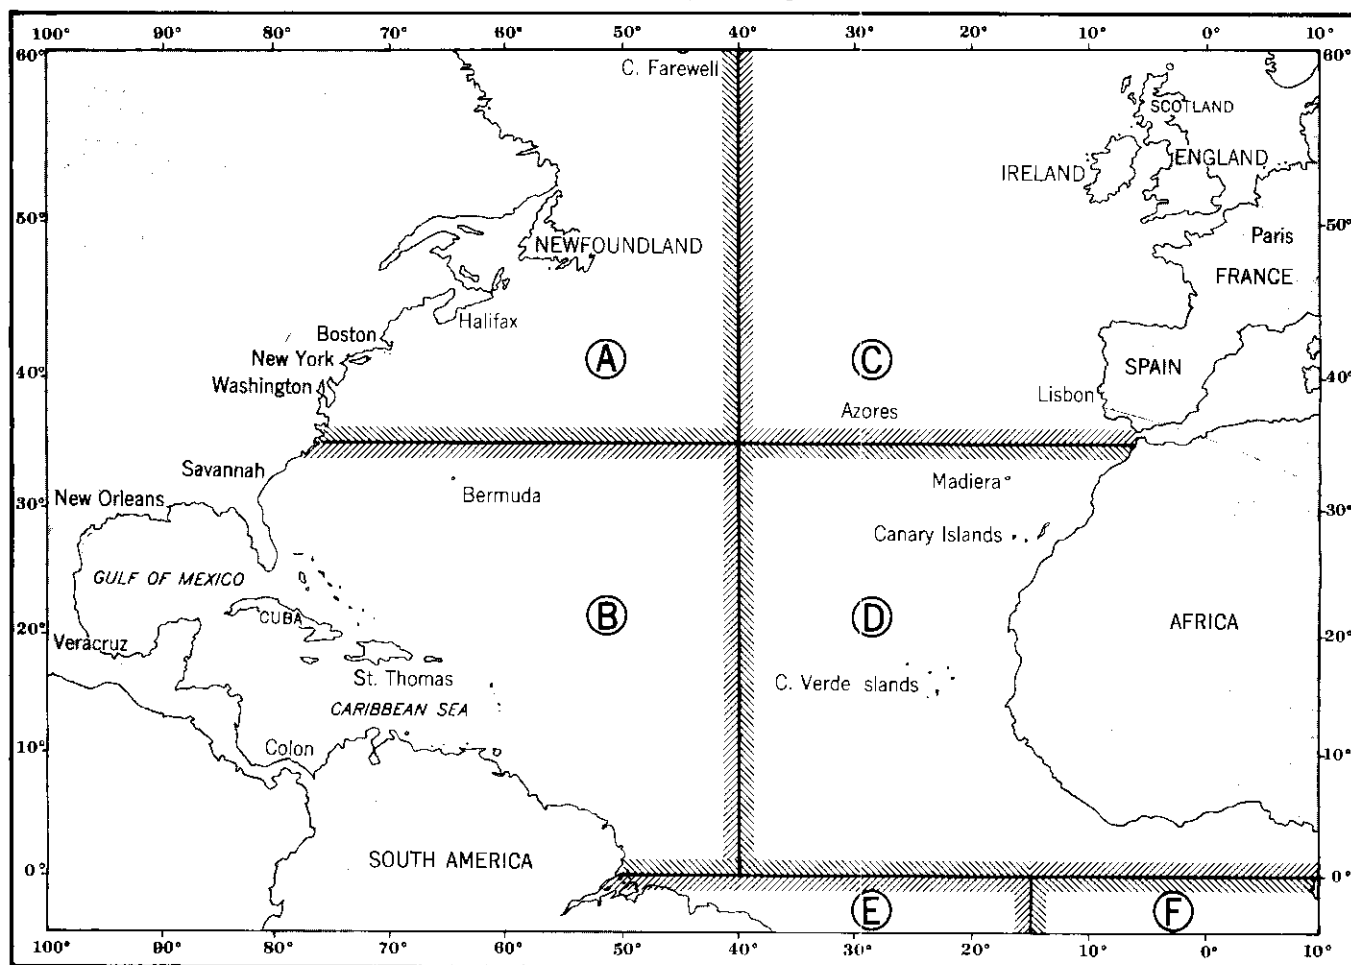 100° 90° 80° 70° 60° 50° 40° 30° 20° 10° 0° 10°
60° 60°
C. Farewell
SCOTLAND
IRELAND ENGLAND
50° 50°
NEWFOUNDLAND
Paris
FRANCE
Halifax
Boston
New York
A C
SPAIN
Washington
40° 40°
Lisbon
Azores
Savannah
Madiera
New Orleans
Bermuda
30° 30°
Canary Islands
GULF OF MEXICO
CUBA
B D
AFRICA
20° 20°
Veracruz
St. Thomas
C. Verde slands
CARIBBEAN SEA
Colon
10° 10°
SOUTH AMERICA
0° 0°
E F
100° 90° 80° 70° 60° 50° 40° 30° 20° 10° 0° 10°